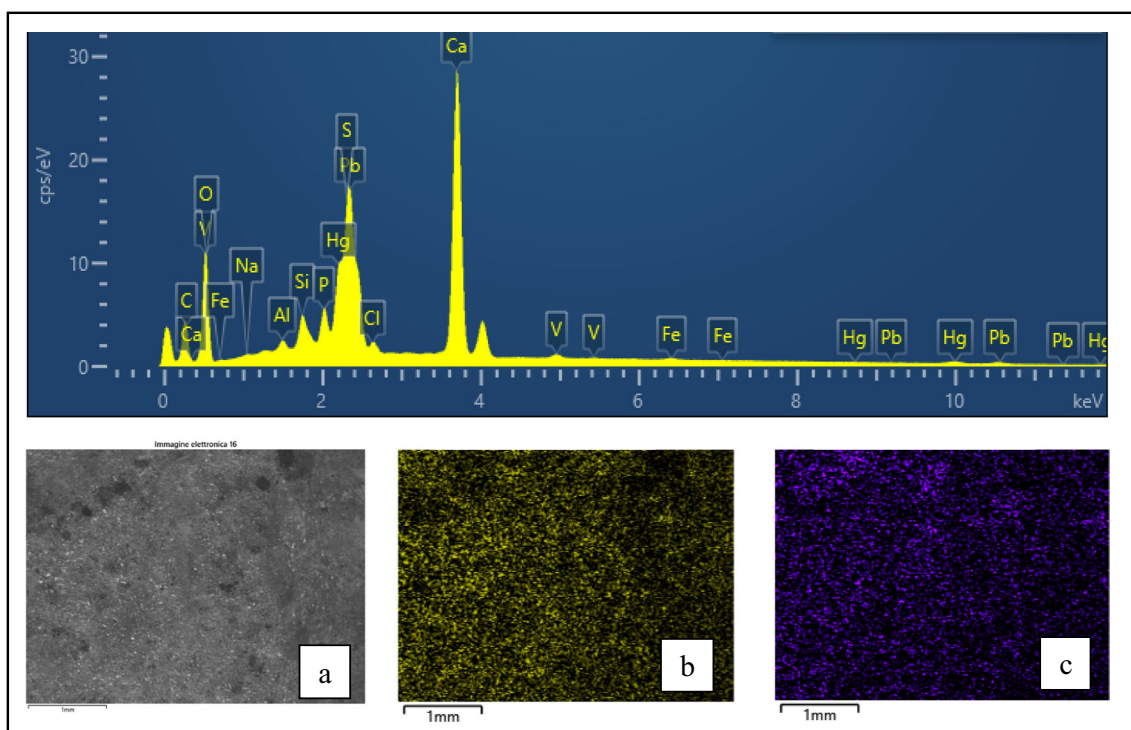 30
20
10
0
cps/eV
Ca
S
Pb
O
V
Hg
Na
Si
P
C
Fe
Al
Cl
Ca
V
V
Fe
Fe
Hg
Pb
Hg
Pb
Pb
Hg
0 2 4 6 8 10 keV
Immagine elettronica 16
a
b
c
1mm
1mm
1mm